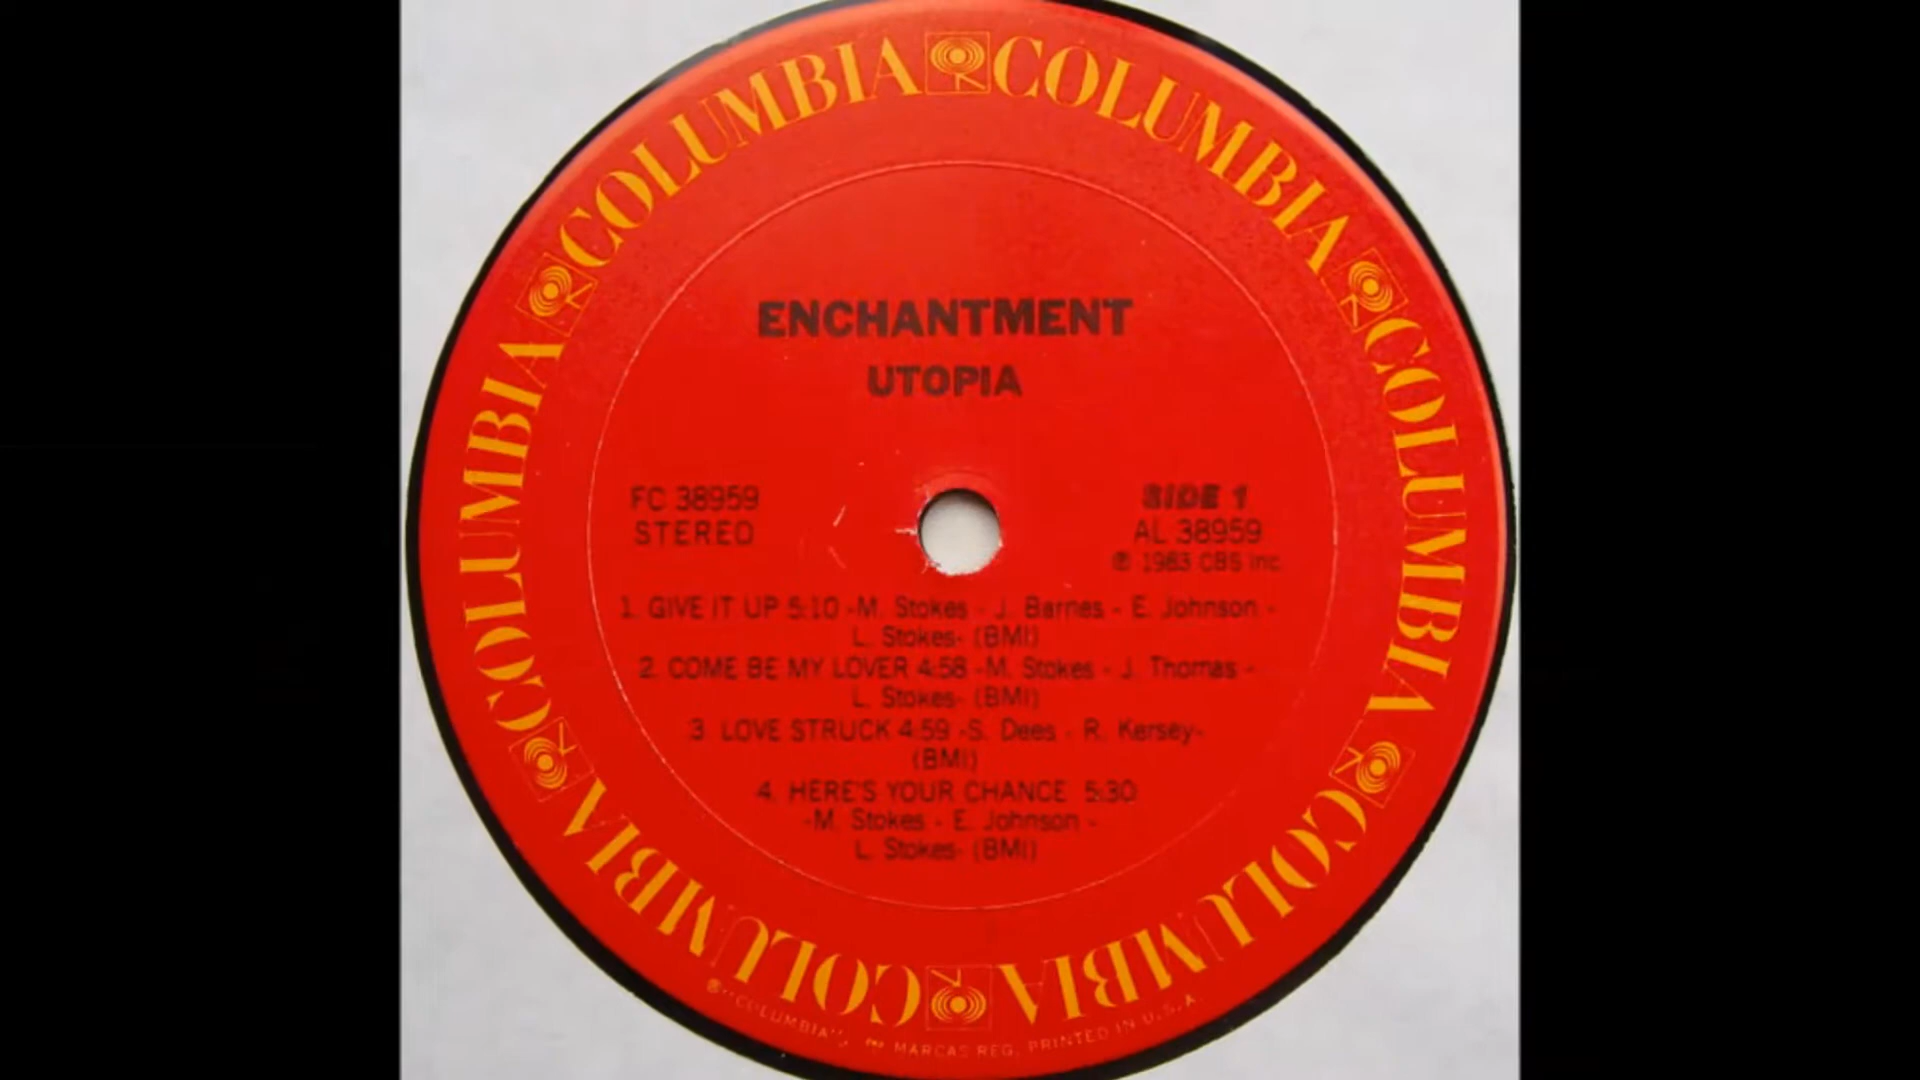 COLUMBIA COLUMBIA COLUMBIA COLUMBIA COLUMBIA COLUMBIA
ENCHANTMENT
UTOPIA
FC 38959
STEREO
SIDE 1
AL 38959
℗ 1983 CBS Inc.
1. GIVE IT UP 5:10 -M. Stokes - J. Barnes - E. Johnson -
L. Stokes- (BMI)
2. COME BE MY LOVER 4:58 -M. Stokes - J. Thomas -
L. Stokes- (BMI)
3. LOVE STRUCK 4:59 -S. Dees - R. Kersey-
(BMI)
4. HERE'S YOUR CHANCE 5:30
-M. Stokes - E. Johnson -
L. Stokes- (BMI)
® "COLUMBIA", MARCAS REG. PRINTED IN U.S.A.